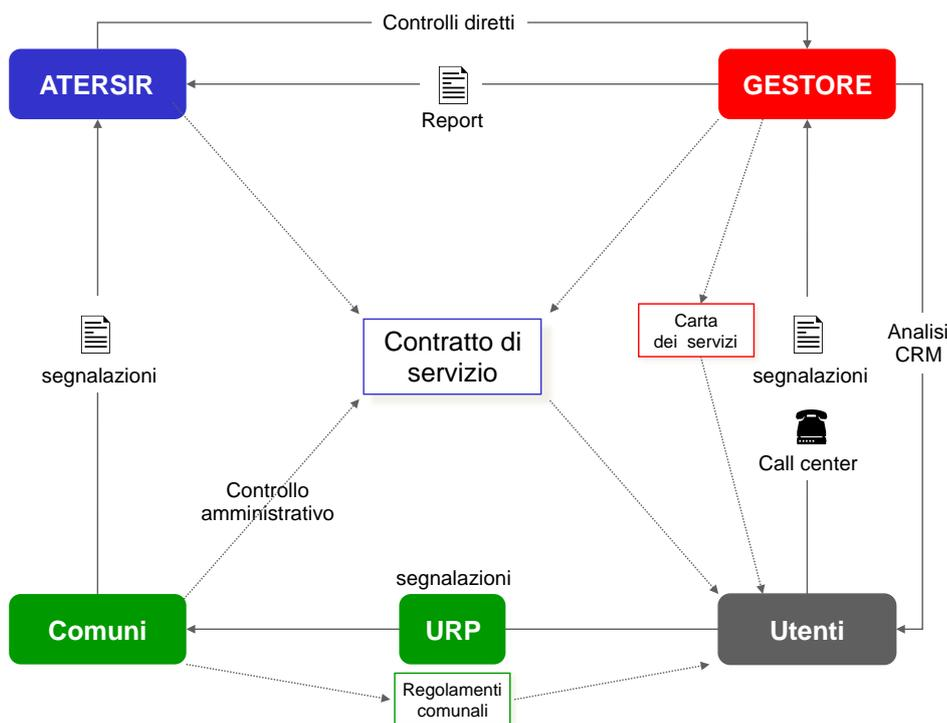 Controlli diretti
ATERSIR
GESTORE
Report
Contratto di
servizio
Carta
dei servizi
Analisi
CRM
segnalazioni
segnalazioni
Call center
Controllo
amministrativo
segnalazioni
Comuni
URP
Utenti
Regolamenti
comunali